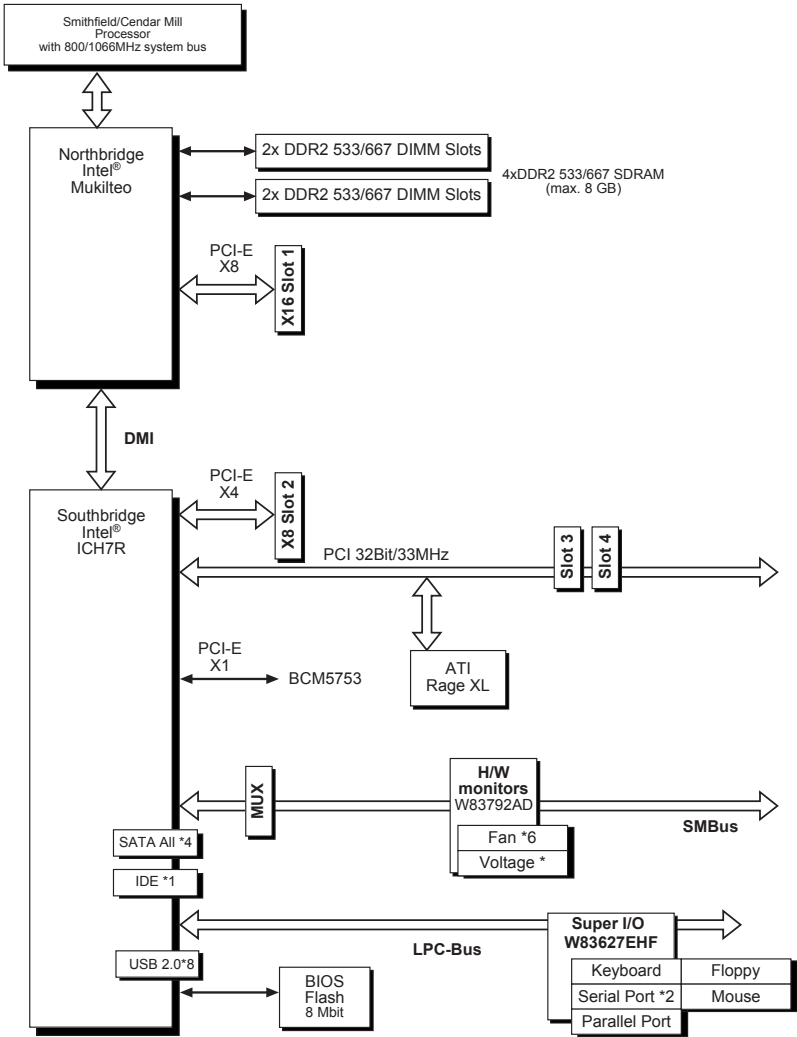 Smithfield/Cendar Mill
Processor
with 800/1066MHz system bus
Northbridge
Intel®
Mukilteo
2x DDR2 533/667 DIMM Slots
2x DDR2 533/667 DIMM Slots
4xDDR2 533/667 SDRAM
(max. 8 GB)
PCI-E
X8
X16 Slot 1
DMI
Southbridge
Intel®
ICH7R
PCI-E
X4
X8 Slot 2
PCI 32Bit/33MHz
Slot 3
Slot 4
ATI
Rage XL
PCI-E
X1
BCM5753
MUX
H/W
monitors
W83792AD
Fan *6
Voltage *
SMBus
SATA All *4
IDE *1
LPC-Bus
Super I/O
W83627EHF
Keyboard
Floppy
Serial Port *2
Mouse
Parallel Port
USB 2.0*8
BIOS
Flash
8 Mbit